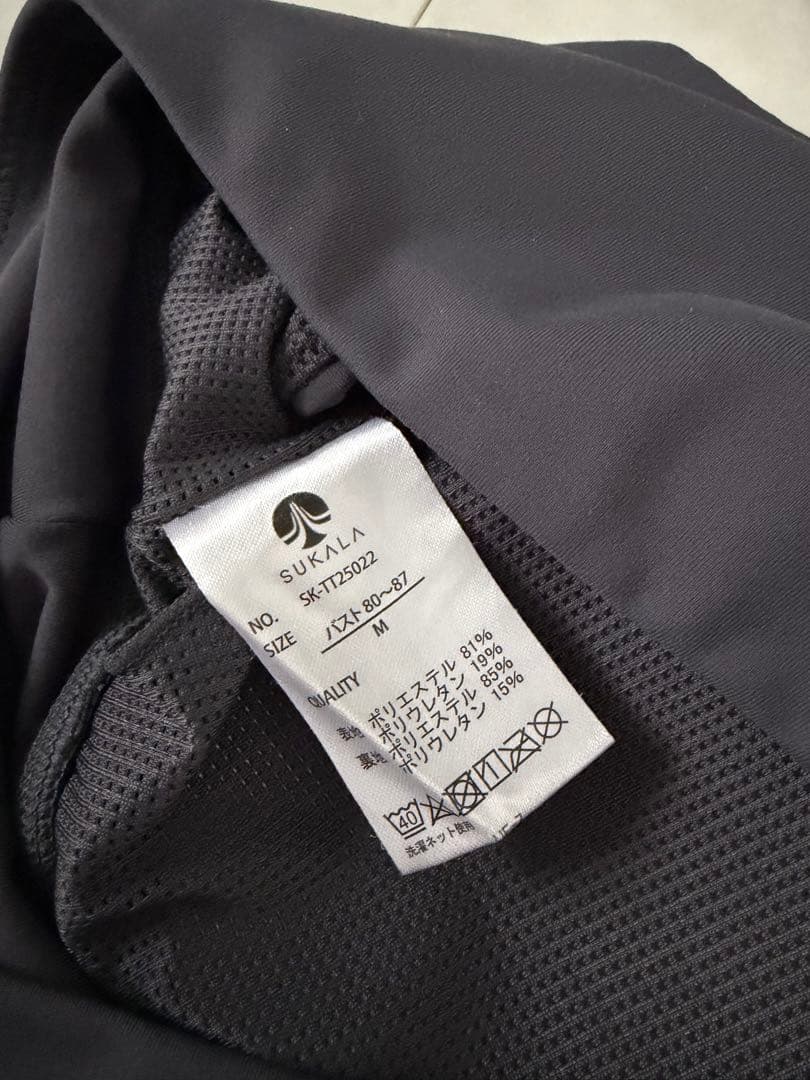 SUKALA
NO. SK-TT25022
SIZE バスト80〜87
M
QUALITY
表地 ポリエステル 81%
ポリウレタン 19%
裏地 ポリエステル 85%
ポリウレタン 15%
40
洗濯ネット使用